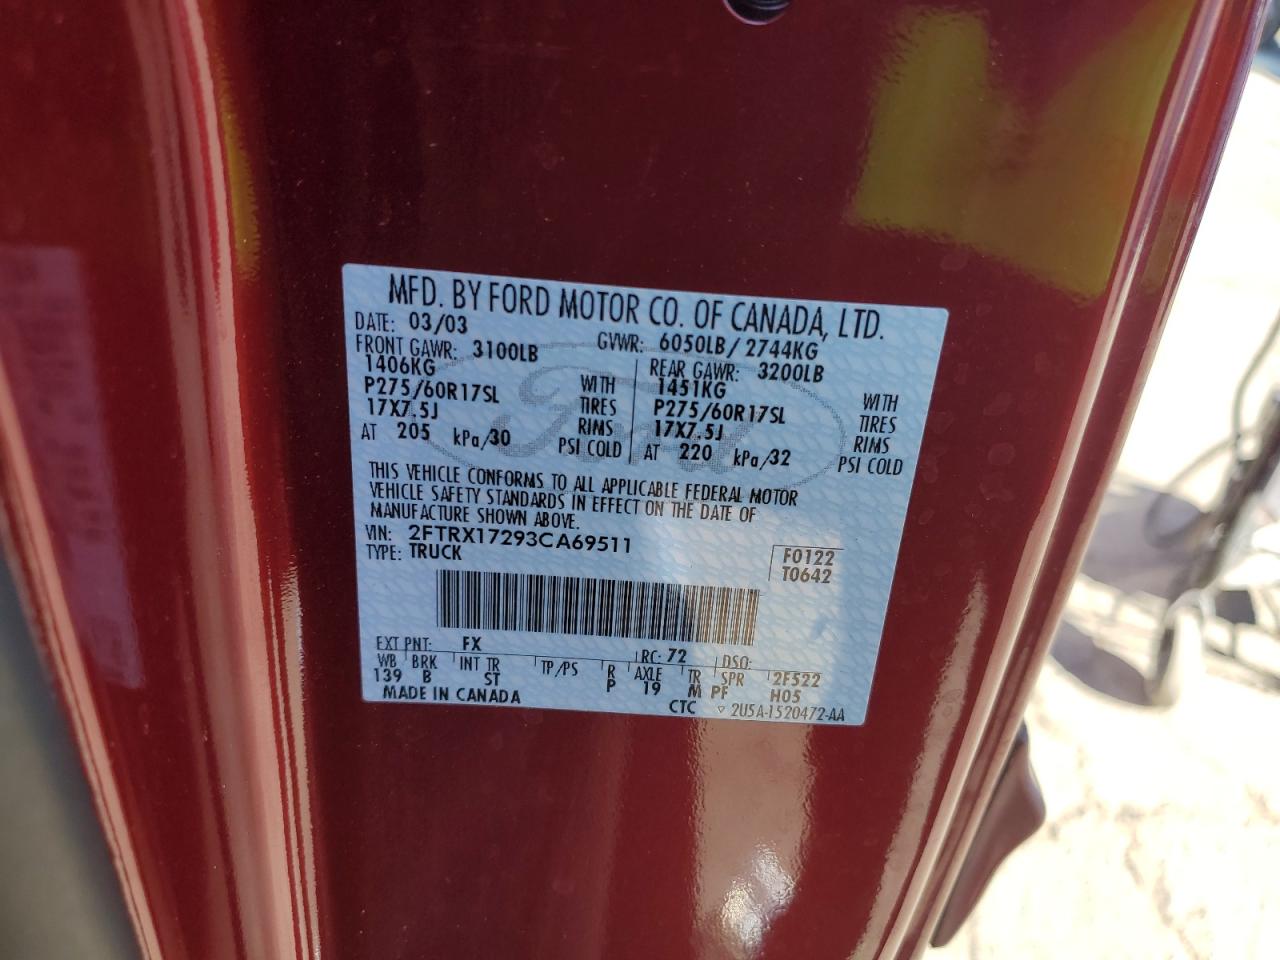 MFD. BY FORD MOTOR CO. OF CANADA, LTD.
DATE: 03/03 GVWR: 6050LB/2744KG
FRONT GAWR: 3100LB REAR GAWR: 3200LB
1406KG WITH 1451KG WITH
P275/60R17SL TIRES P275/60R17SL TIRES
17X7.5J RIMS 17X7.5J RIMS
AT 205 kPa/30 PSI COLD AT 220 kPa/32 PSI COLD
THIS VEHICLE CONFORMS TO ALL APPLICABLE FEDERAL MOTOR
VEHICLE SAFETY STANDARDS IN EFFECT ON THE DATE OF
MANUFACTURE SHOWN ABOVE.
VIN: 2FTRX17293CA69511 F0122
TYPE: TRUCK T0642
EXT PNT: FX RC: 72 DSO:
WB BRK INT TR TP/PS R AXLE TR SPR 2F522
139 B ST P 19 M PF H05
MADE IN CANADA CTC ▽ 2U5A-1520472-AA
Ford